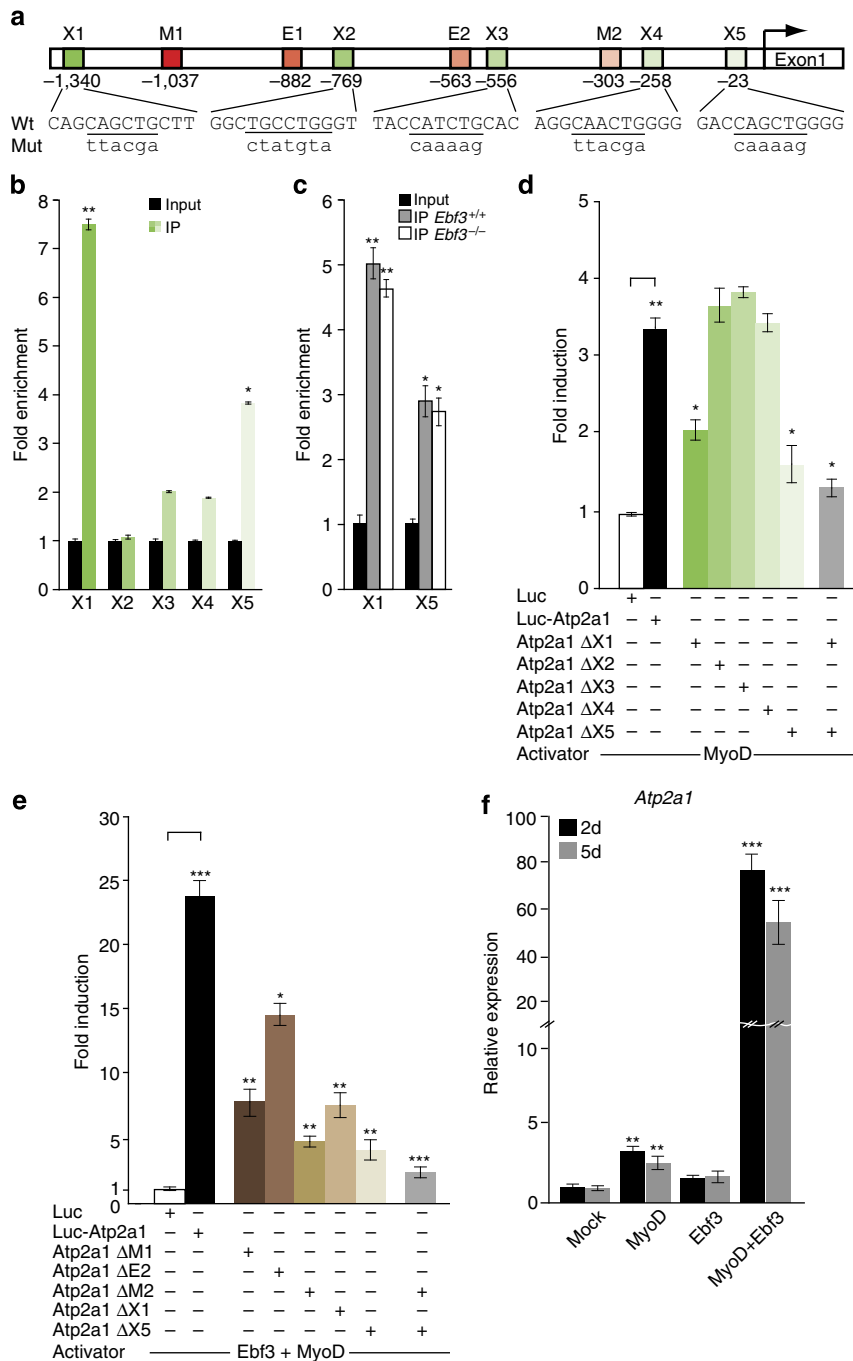 a
X1 M1 E1 X2 E2 X3 M2 X4 X5
Exon1
–1,340 –1,037 –882 –769 –563 –556 –303 –258 –23
Wt CAGCAGCTGCTT GGCTGCCTGGGT TACCATCTGCAC AGGCAACTGGGG GACCAGCTGGGG
Mut ttacga ctatgta caaaag ttacga caaaag
b
Input
IP
Fold enrichment
8
7
6
5
4
3
2
1
0
**
*
X1 X2 X3 X4 X5
c
Input
IP Ebf3+/+
IP Ebf3–/–
Fold enrichment
6
5
4
3
2
1
0
** **
* *
X1 X5
d
Fold induction
5
4
3
2
1
0
**
*
*
*
Luc + – – – – – – –
Luc-Atp2a1 – + – – – – – –
Atp2a1 ΔX1 – – + – – – – +
Atp2a1 ΔX2 – – – + – – – –
Atp2a1 ΔX3 – – – – + – – –
Atp2a1 ΔX4 – – – – – + – –
Atp2a1 ΔX5 – – – – – – + +
Activator MyoD
e
Fold induction
30
25
20
15
10
5
1
0
***
**
*
**
**
**
***
Luc + – – – – – – –
Luc-Atp2a1 – + – – – – – –
Atp2a1 ΔM1 – – + – – – – –
Atp2a1 ΔE2 – – – + – – – –
Atp2a1 ΔM2 – – – – + – – +
Atp2a1 ΔX1 – – – – – + – –
Atp2a1 ΔX5 – – – – – – + +
Activator Ebf3 + MyoD
f
Atp2a1
2d
5d
Relative expression
100
80
60
40
20
10
5
0
** **
*** ***
Mock MyoD Ebf3 MyoD+Ebf3